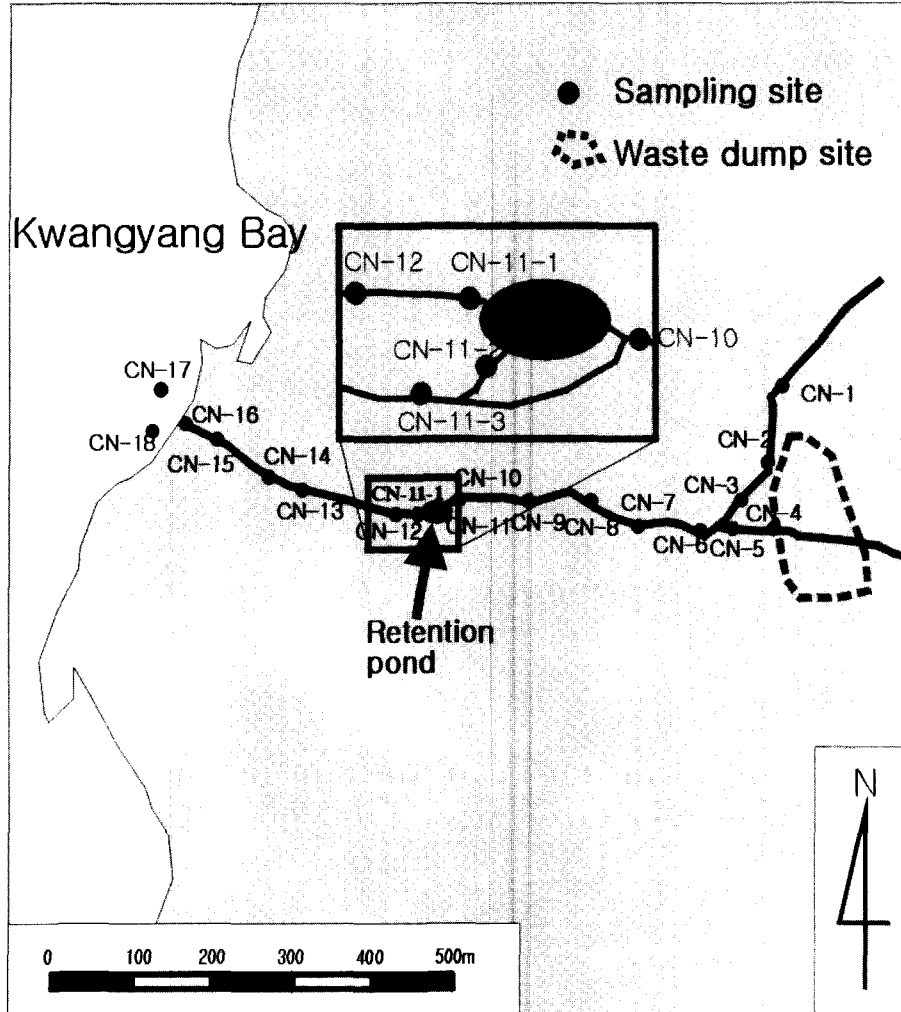 Sampling site
Waste dump site
Kwangyang Bay
CN-12
CN-11-1
CN-10
CN-11-
CN-11-3
CN-17
CN-18
CN-16
CN-15
CN-14
CN-13
CN-11-1
CN-12
CN-10
CN-11
CN-9
CN-8
CN-7
CN-6
CN-5
CN-4
CN-3
CN-2
CN-1
Retention
pond
N
0 100 200 300 400 500m